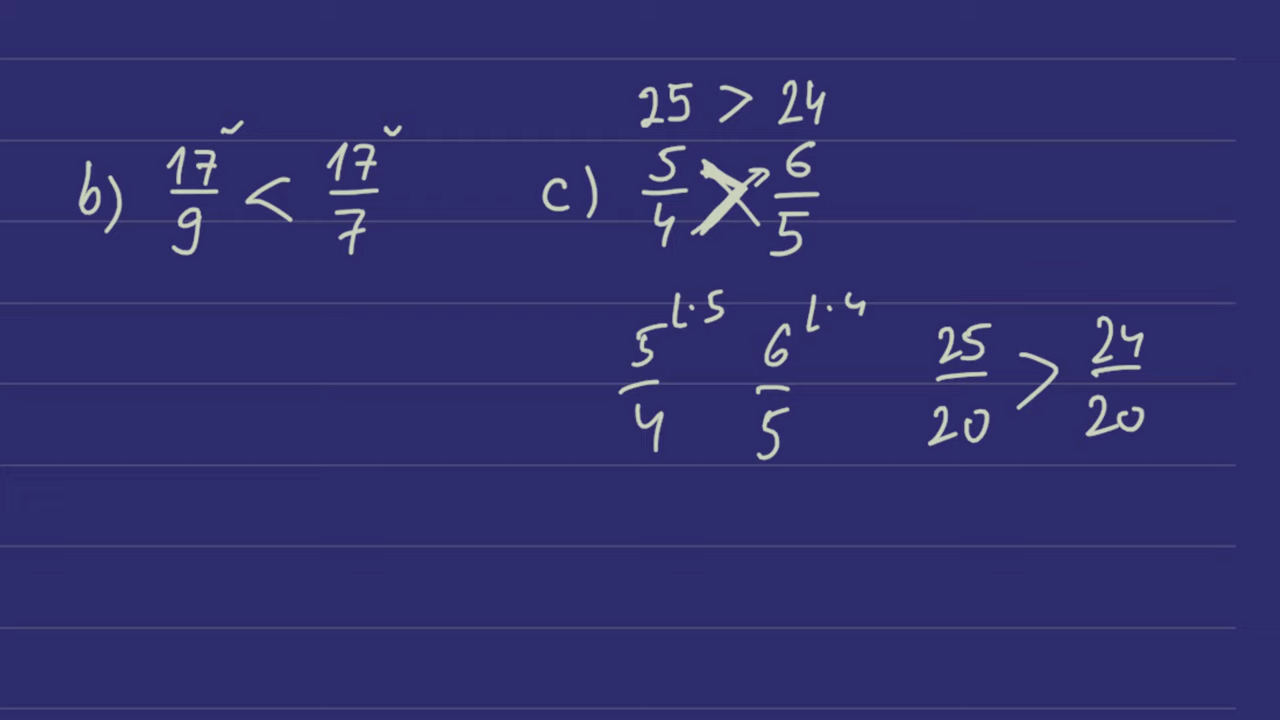 25 > 24
b) 17/9 < 17/7
c) 5/4 6/5
5/4 |·5 6/5 |·4 25/20 > 24/20